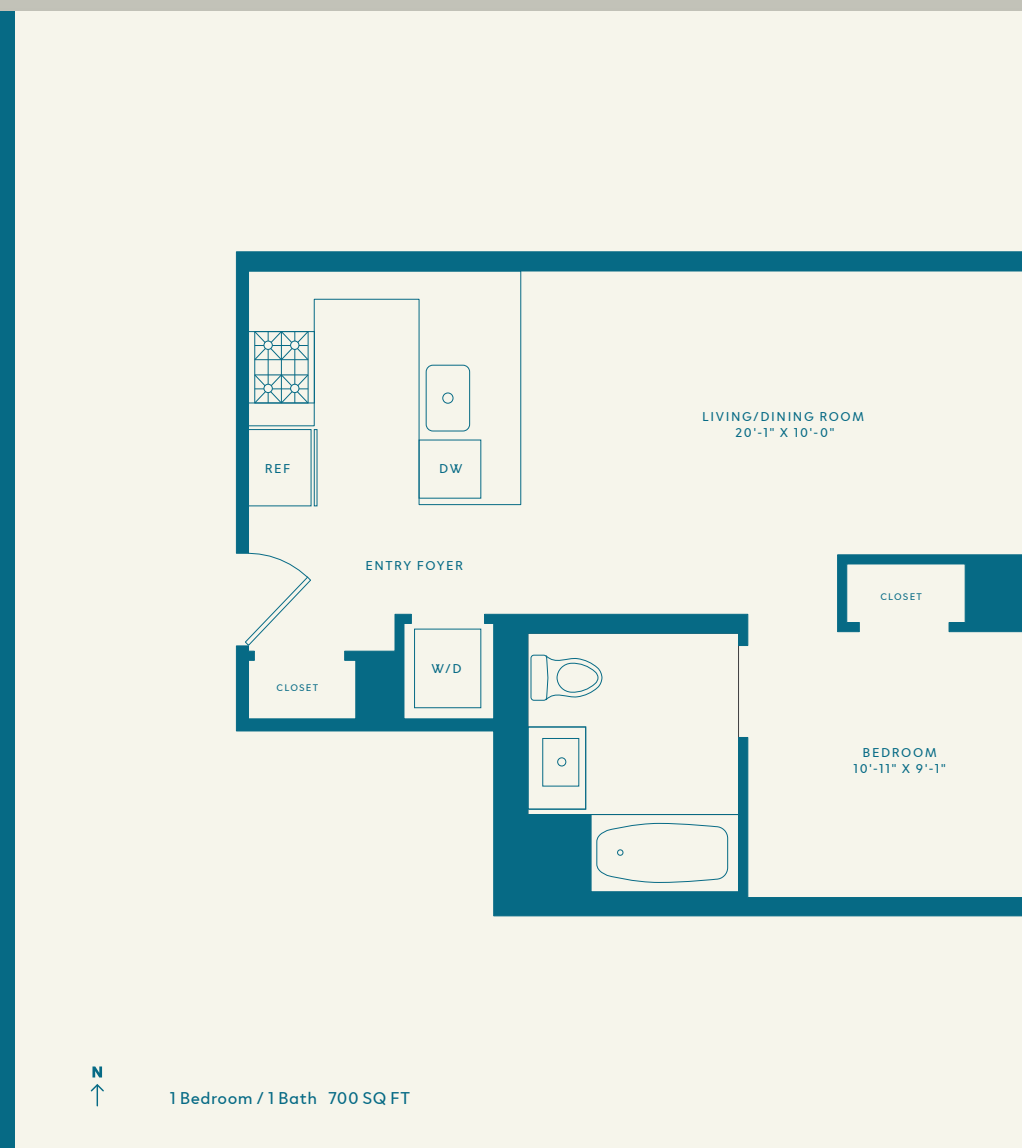 LIVING/DINING ROOM
20'-1" X 10'-0"
REF
DW
ENTRY FOYER
CLOSET
W/D
CLOSET
BEDROOM
10'-11" X 9'-1"
N
1 Bedroom / 1 Bath 700 SQ FT